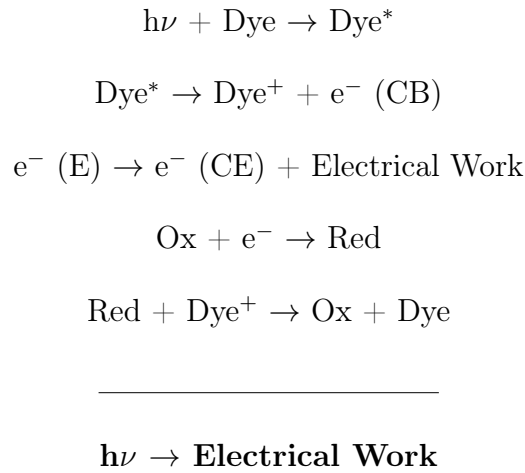 hν + Dye → Dye*
Dye* → Dye⁺ + e⁻ (CB)
e⁻ (E) → e⁻ (CE) + Electrical Work
Ox + e⁻ → Red
Red + Dye⁺ → Ox + Dye
hν → Electrical Work